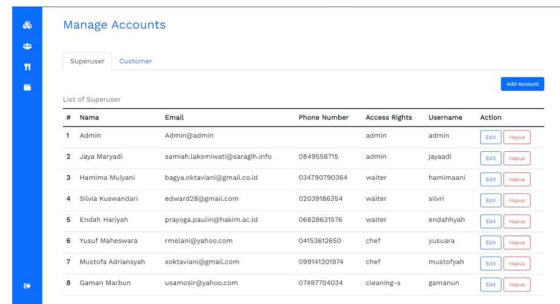 Manage Accounts
Superuser Customer
Add Account
List of Superuser
# Name Email Phone Number Access Rights Username Action
1 Admin Admin@admin admin admin Edit Hapus
2 Jaya Maryadi samiah.laksmiwati@saragih.info 0849556715 admin jayaadi Edit Hapus
3 Hamima Mulyani bagya.oktaviani@gmail.co.id 034790790364 waiter hamimaani Edit Hapus
4 Silvia Kuswandari edward28@gmail.com 02039186354 waiter silvri Edit Hapus
5 Endah Hariyah prayoga.paulin@hakim.ac.id 06828631576 waiter endahhyah Edit Hapus
6 Yusuf Maheswara rmelani@yahoo.com 04153612650 chef yusuara Edit Hapus
7 Mustofa Adriansyah xoktaviani@gmail.com 099141301974 chef mustofyah Edit Hapus
8 Gaman Marbun usamosir@yahoo.com 07497704034 cleaning-s gamanun Edit Hapus